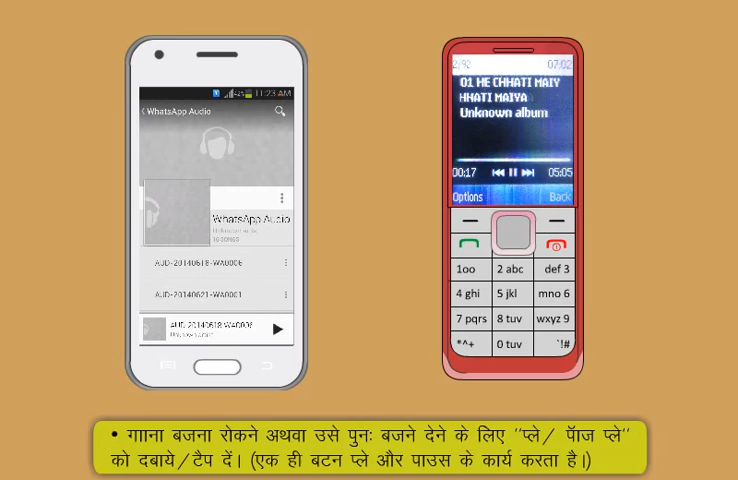 11:23 AM
WhatsApp Audio
WhatsApp Audio
AUD-20140618-WA0006
AUD-20140621-WA0001
AUD-20140618-WA0006
2/92 07:02
01 HE CHHATI MAIY
HHATI MAIYA
Unknown album
00:17 05:05
Options Back
1oo 2 abc def 3
4 ghi 5 jkl mno 6
7 pqrs 8 tuv wxyz 9
*^+ 0 tuv `!#
• गााना बजना रोकने अथवा उसे पुनः बजने देने के लिए "प्ले/ पॅाज प्ले"
को दबाये/टैप दें। (एक ही बटन प्ले और पाउस के कार्य करता है।)